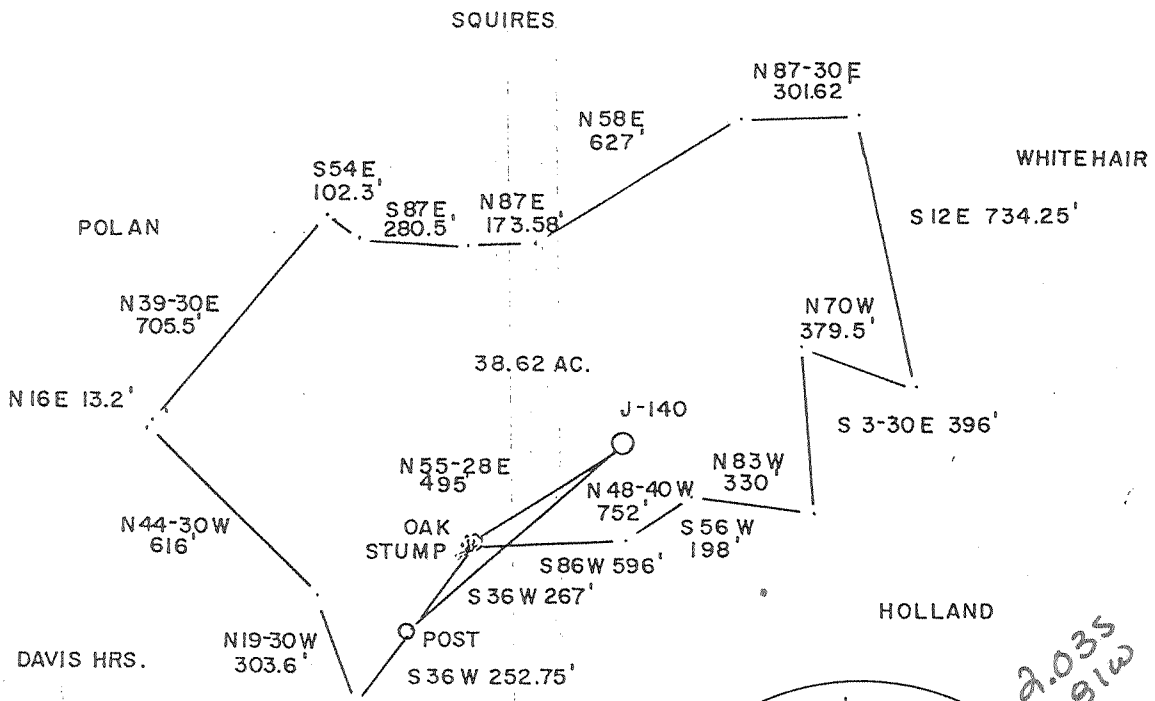 SQUIRES
N 87-30 E
301.62'
N 58 E
627'
WHITEHAIR
S 54 E
102.3'
S 87 E
280.5'
N 87 E
173.58'
POLAN
S 12 E 734.25'
N 39-30 E
705.5'
N 70 W
379.5'
38.62 AC.
N 16 E 13.2'
J-140
S 3-30 E 396'
N 55-28 E
495'
N 83 W
330'
N 48-40 W
752'
N 44-30 W
616'
OAK
STUMP
S 56 W
198'
S 86 W 596'
S 36 W 267'
HOLLAND
N 19-30 W
303.6'
POST
DAVIS HRS.
S 36 W 252.75'
2.03S
.91W